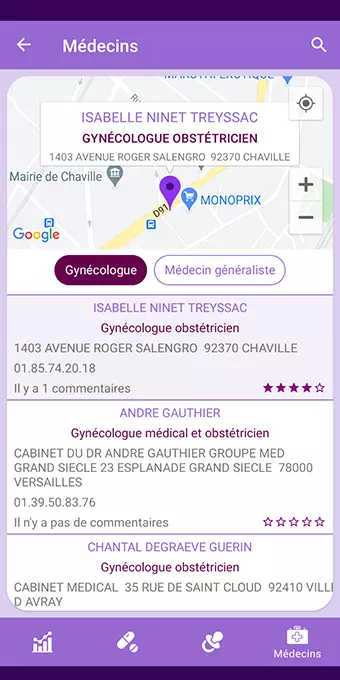 Médecins
ISABELLE NINET TREYSSAC
GYNÉCOLOGUE OBSTÉTRICIEN
1403 AVENUE ROGER SALENGRO 92370 CHAVILLE
Mairie de Chaville
MONOPRIX
D910
Google
Gynécologue
Médecin généraliste
ISABELLE NINET TREYSSAC
Gynécologue obstétricien
1403 AVENUE ROGER SALENGRO 92370 CHAVILLE
01.85.74.20.18
Il y a 1 commentaires
ANDRE GAUTHIER
Gynécologue médical et obstétricien
CABINET DU DR ANDRE GAUTHIER GROUPE MED
GRAND SIECLE 23 ESPLANADE GRAND SIECLE 78000
VERSAILLES
01.39.50.83.76
Il n'y a pas de commentaires
CHANTAL DEGRAEVE GUERIN
Gynécologue obstétricien
CABINET MEDICAL 35 RUE DE SAINT CLOUD 92410 VILLE
D AVRAY
Médecins